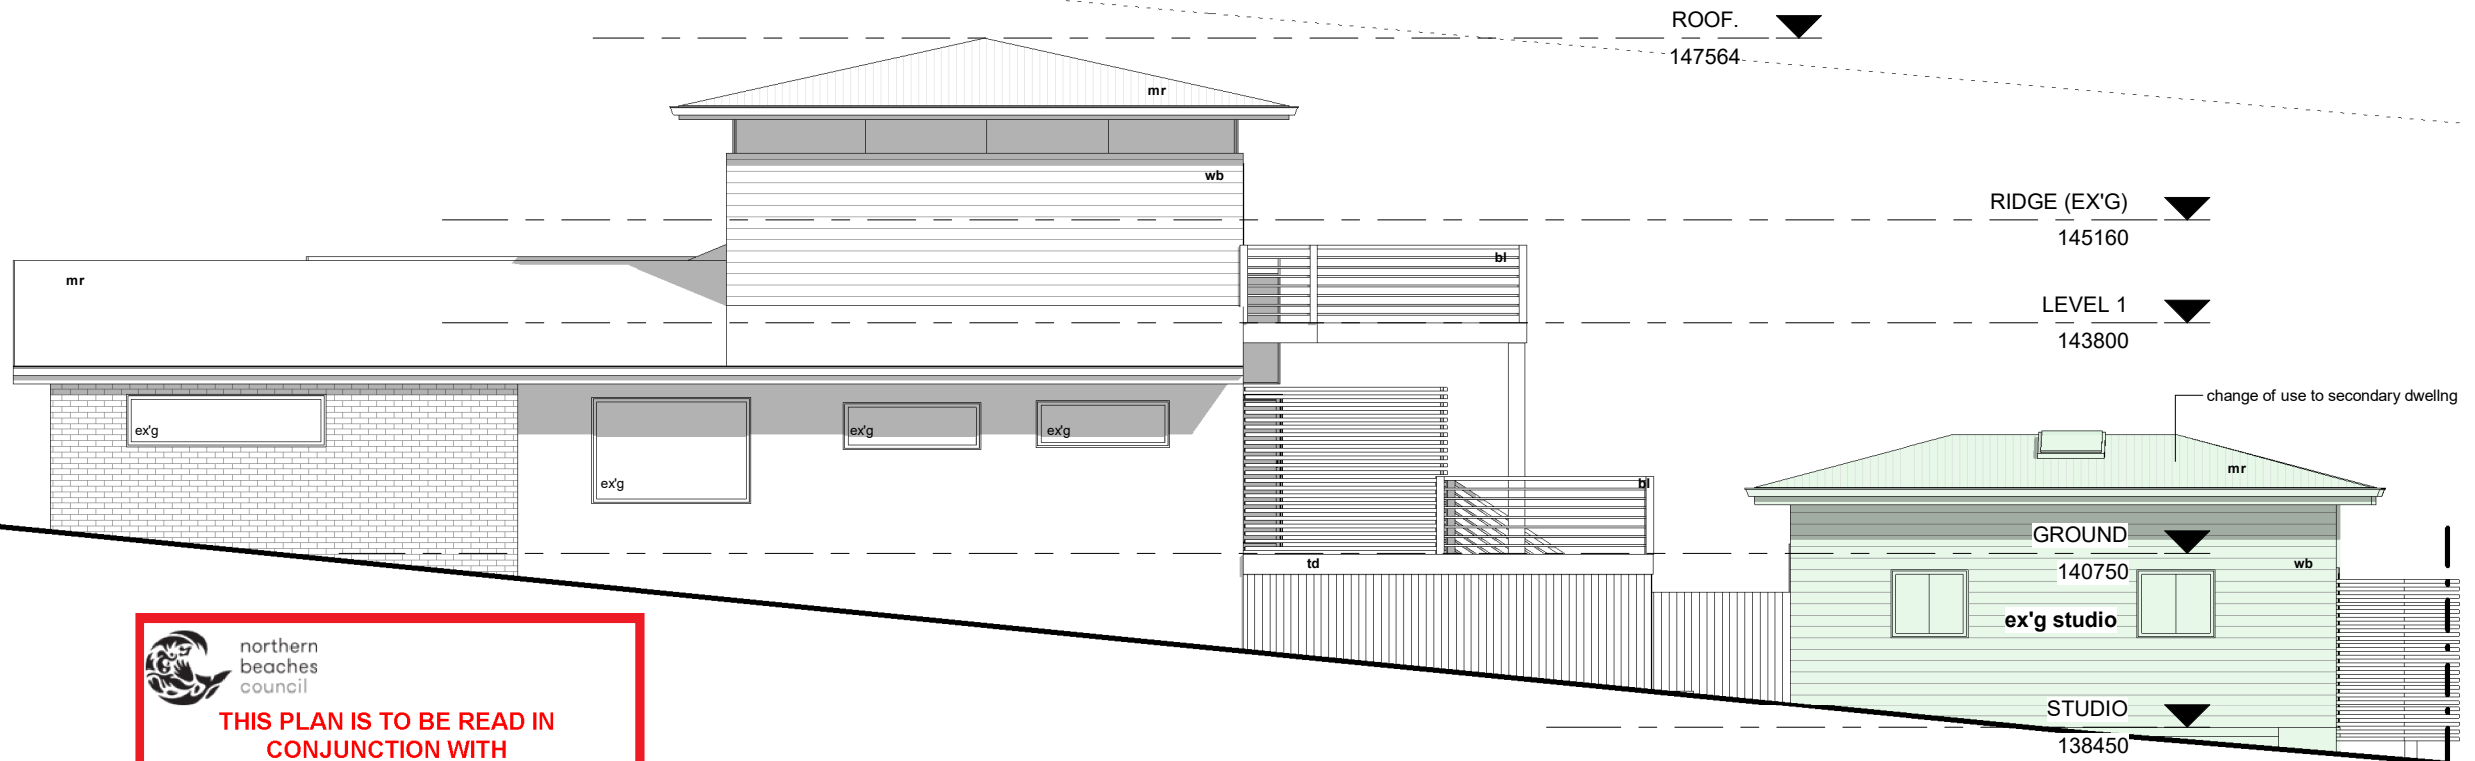 ROOF.
147564
mr
wb
RIDGE (EX'G)
145160
bl
mr
LEVEL 1
143800
change of use to secondary dwellng
ex'g
ex'g
ex'g
ex'g
mr
bl
GROUND
140750
td
wb
ex'g studio
northern
beaches
council
THIS PLAN IS TO BE READ IN
CONJUNCTION WITH
STUDIO
138450